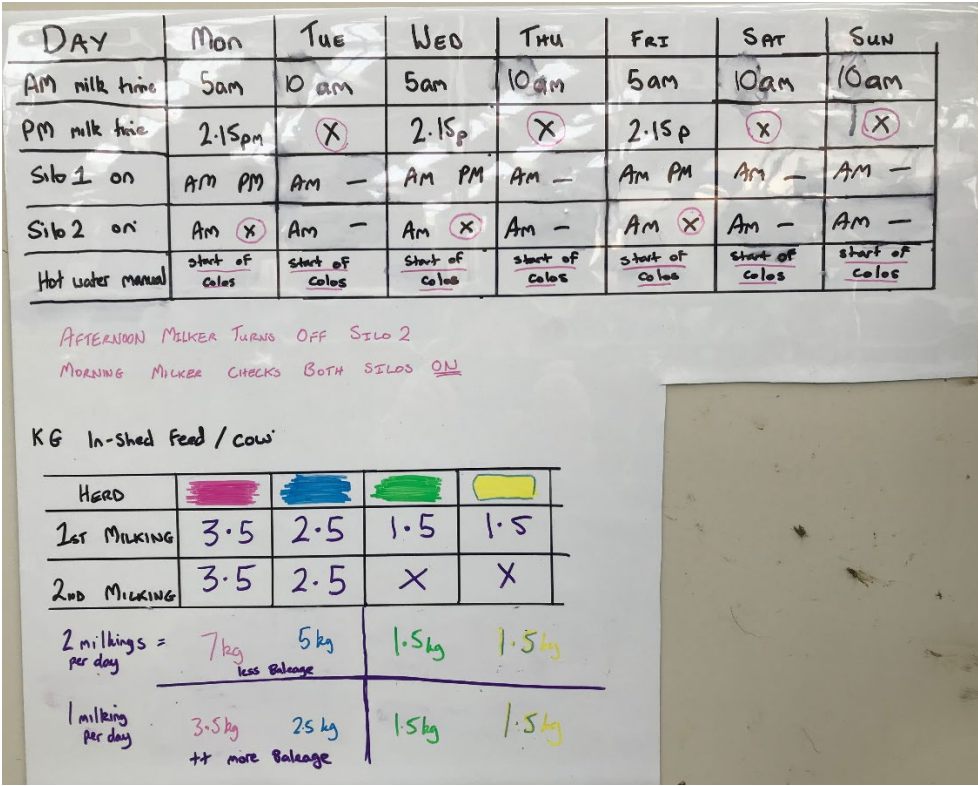 DAY Mon TUE WED THU FRI SAT SUN
AM milk time 5am 10 am 5am 10am 5am 10am 10am
PM milk time 2.15pm X 2.15p X 2.15p X X
Silo 1 on AM PM AM – AM PM AM – AM PM AM – AM –
Silo 2 on AM X AM – AM X AM – AM X AM – AM –
Hot water manual start of colos start of colos start of colos start of colos start of colos start of colos start of colos
AFTERNOON MILKER TURNS OFF SILO 2
MORNING MILKER CHECKS BOTH SILOS ON
KG In-shed Feed / cow
HERD
1ST MILKING 3.5 2.5 1.5 1.5
2ND MILKING 3.5 2.5 X X
2 milkings = 7kg 5kg 1.5kg 1.5kg
per day less Baleage
1 milking 3.5kg 2.5kg 1.5kg 1.5kg
per day
++ more Baleage